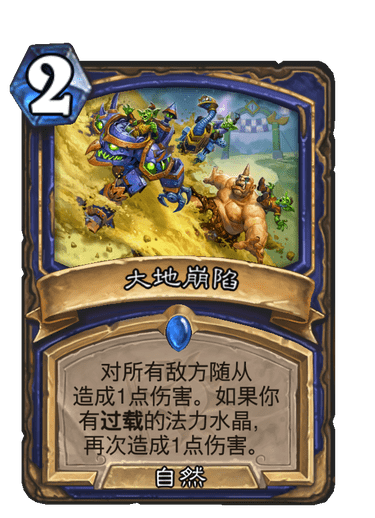 2
大地崩陷
对所有敌方随从
造成1点伤害。如果你
有过载的法力水晶，
再次造成1点伤害。
自然